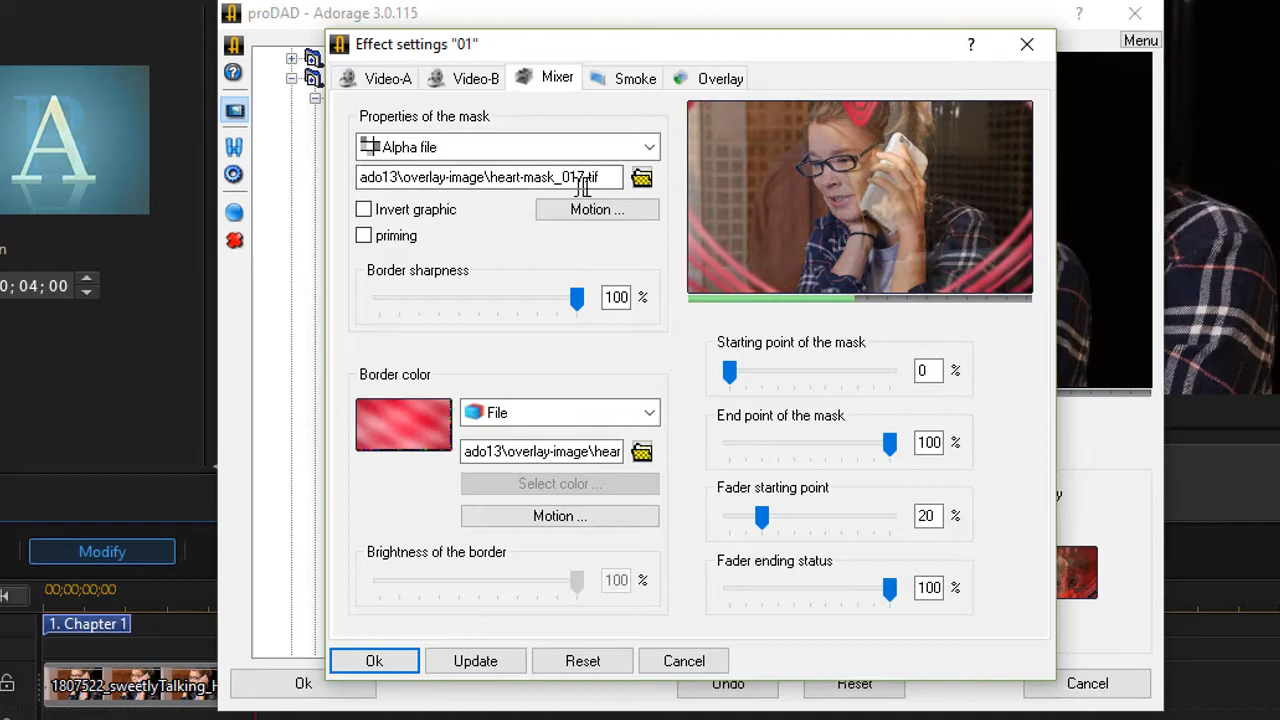 proDAD - Adorage 3.0.115
?
Menu
Effect settings "01"
?
Video-A
Video-B
Mixer
Smoke
Overlay
Properties of the mask
Alpha file
ado13\overlay-image\heart-mask_017.tif
Invert graphic
Motion ...
priming
Border sharpness
100 %
Border color
File
ado13\overlay-image\hear
Select color ...
Motion ...
Brightness of the border
100 %
Starting point of the mask
0 %
End point of the mask
100 %
Fader starting point
20 %
Fader ending status
100 %
Ok
Update
Reset
Cancel
Ok
Undo
Reset
Cancel
A
n
0; 04; 00
Modify
00;00;00;00
1. Chapter 1
1807522_sweetlyTalking_H
y